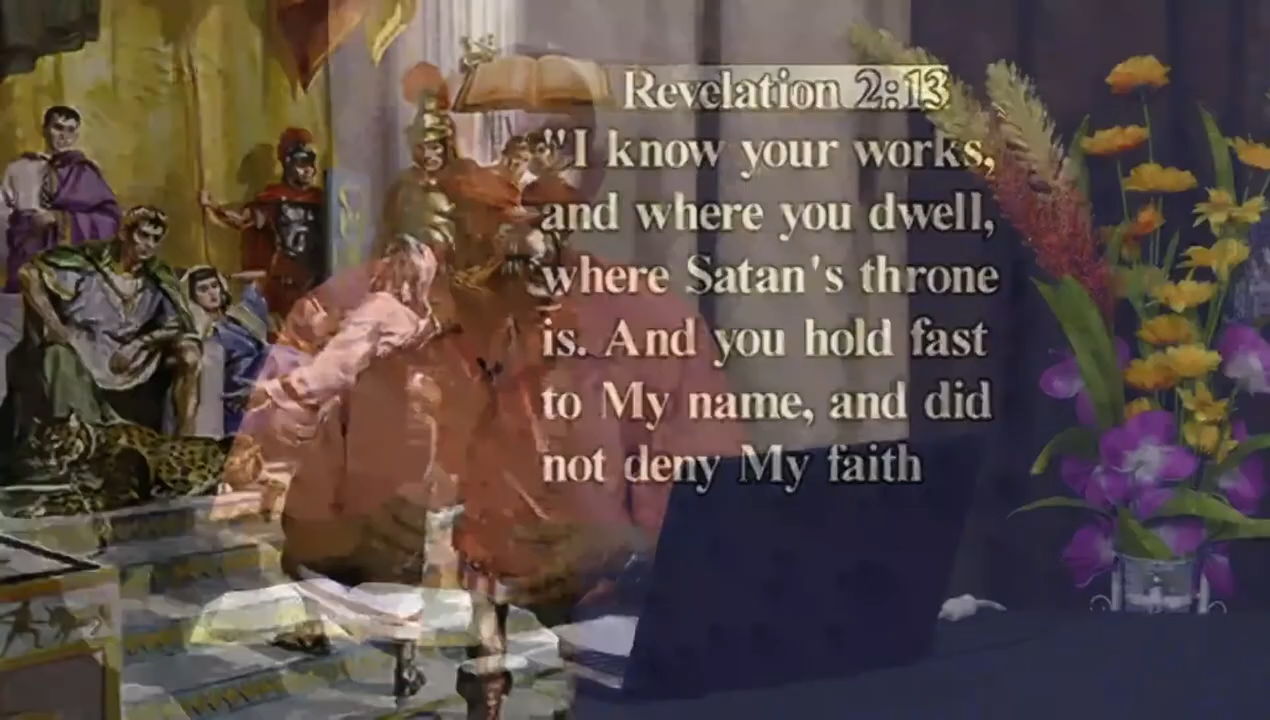 Revelation 2:13
"I know your works,
and where you dwell,
where Satan's throne
is. And you hold fast
to My name, and did
not deny My faith